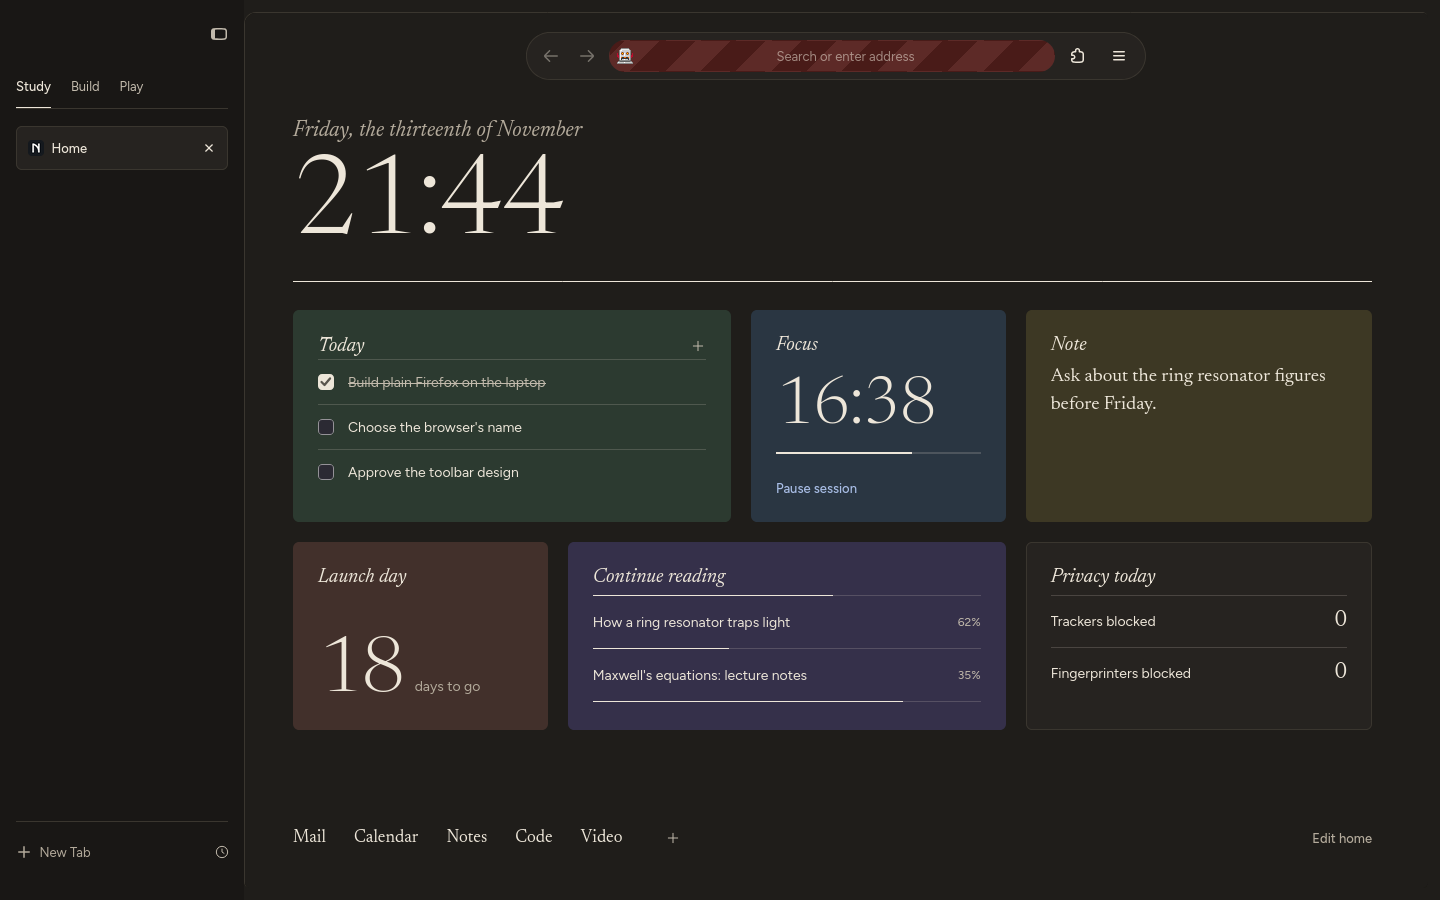 Study Build Play
Home
New Tab
Search or enter address
Friday, the thirteenth of November
21:44
Today
Build plain Firefox on the laptop
Choose the browser's name
Approve the toolbar design
Focus
16:38
Pause session
Note
Ask about the ring resonator figures
before Friday.
Launch day
18 days to go
Continue reading
How a ring resonator traps light 62%
Maxwell's equations: lecture notes 35%
Privacy today
Trackers blocked 0
Fingerprinters blocked 0
Mail Calendar Notes Code Video
Edit home